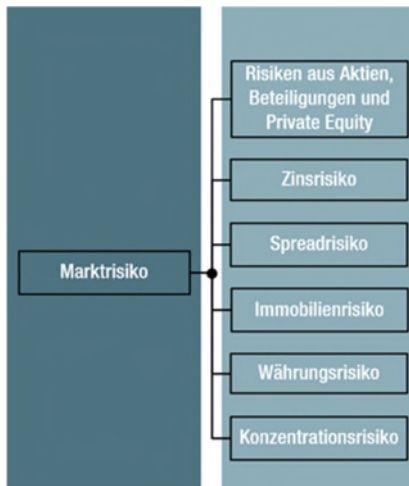 Marktrisiko
Risiken aus Aktien,
Beteiligungen und
Private Equity
Zinsrisiko
Spreadrisiko
Immobilienrisiko
Währungsrisiko
Konzentrationsrisiko